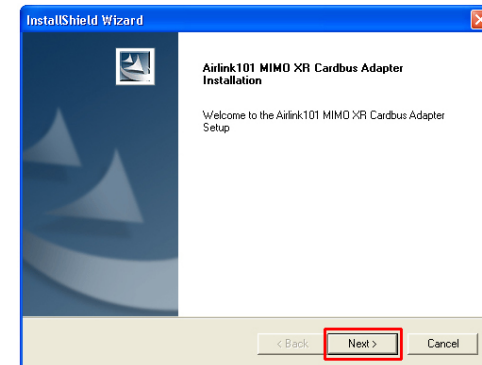 InstallShield Wizard
Airlink101 MIMO XR Cardbus Adapter
Installation
Welcome to the Airlink101 MIMO XR Cardbus Adapter
Setup
< Back
Next >
Cancel